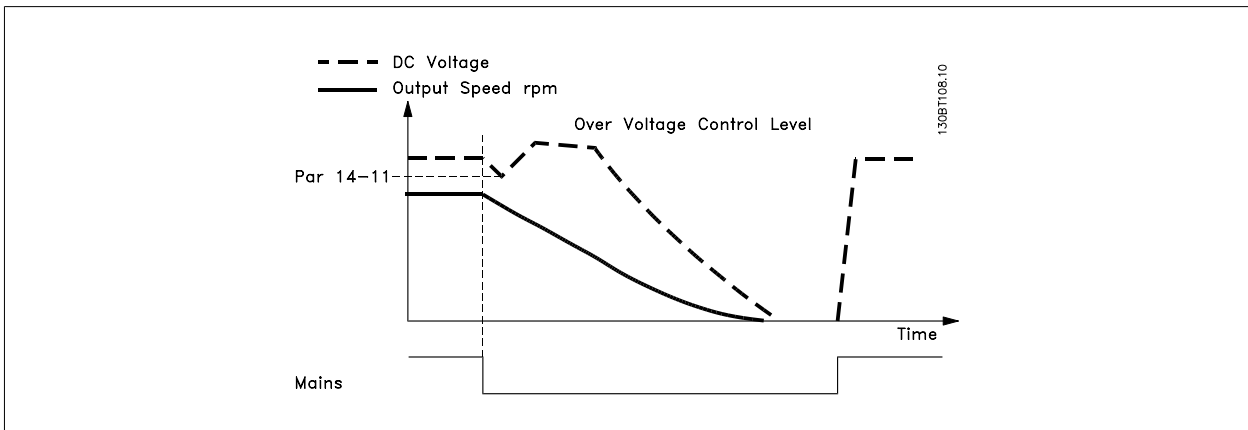 DC Voltage
Output Speed rpm
Over Voltage Control Level
130BT108.10
Par 14-11
Time
Mains